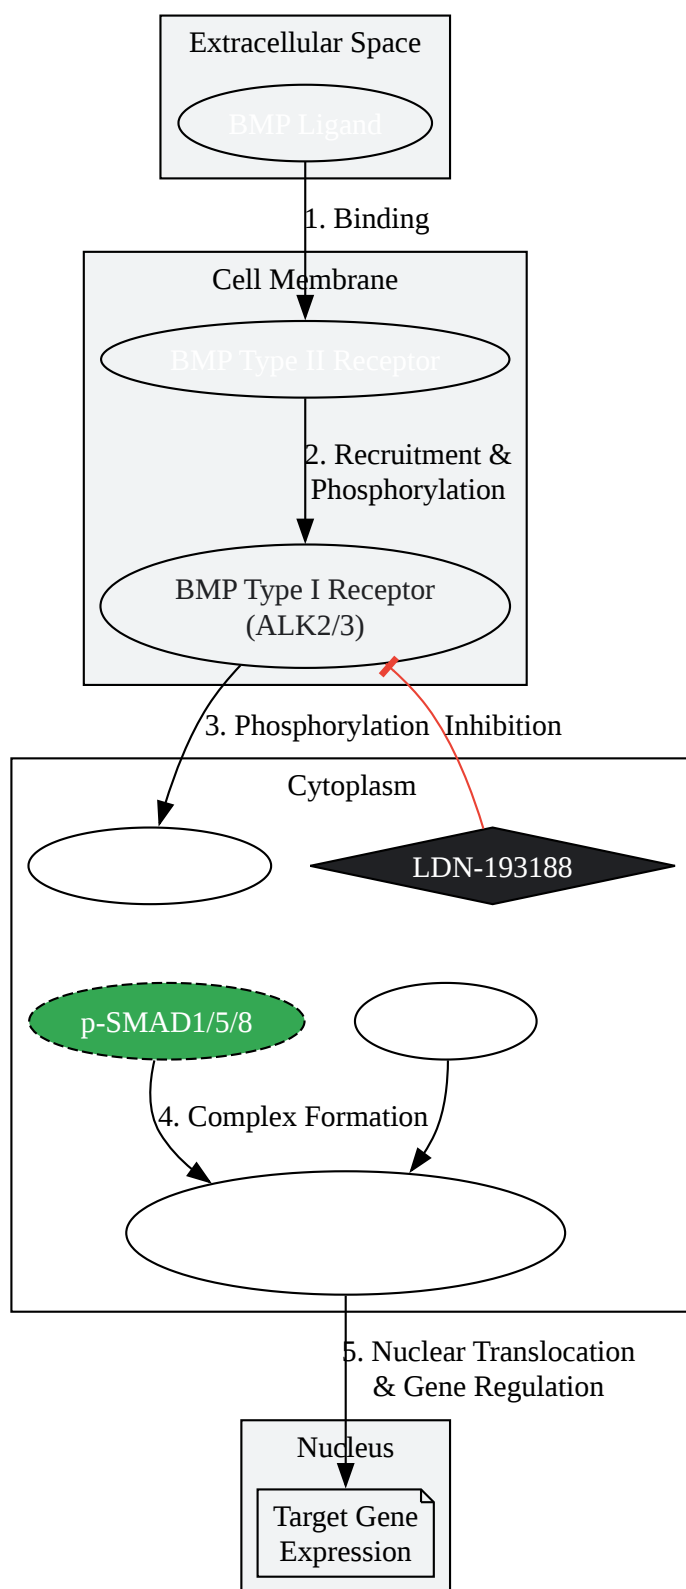 Extracellular Space
BMP Ligand
1. Binding
Cell Membrane
BMP Type II Receptor
2. Recruitment &
Phosphorylation
BMP Type I Receptor
(ALK2/3)
3. Phosphorylation
Inhibition
Cytoplasm
LDN-193188
p-SMAD1/5/8
4. Complex Formation
5. Nuclear Translocation
& Gene Regulation
Nucleus
Target Gene
Expression